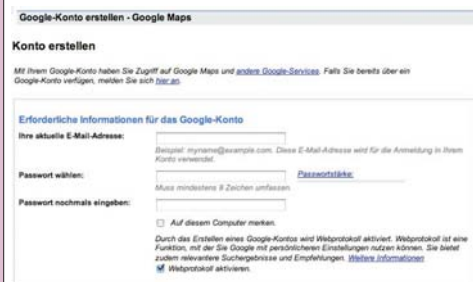 Google-Konto erstellen - Google Maps
Konto erstellen
Mit Ihrem Google-Konto haben Sie Zugriff auf Google Maps und andere Google-Services. Falls Sie bereits über ein
Google-Konto verfügen, melden Sie sich hier an.
Erforderliche Informationen für das Google-Konto
Ihre aktuelle E-Mail-Adresse:
Beispiel: myname@example.com. Diese E-Mail-Adresse wird für die Anmeldung in Ihrem
Konto verwendet.
Passwort wählen: Passwortstärke:
Muss mindestens 8 Zeichen umfassen.
Passwort nochmals eingeben:
Auf diesem Computer merken.
Durch das Erstellen eines Google-Kontos wird Webprotokoll aktiviert. Webprotokoll ist eine
Funktion, mit der Sie Google mit persönlichen Einstellungen nutzen können. Sie bietet
zudem relevantere Suchergebnisse und Empfehlungen. Weitere Informationen
Webprotokoll aktivieren.